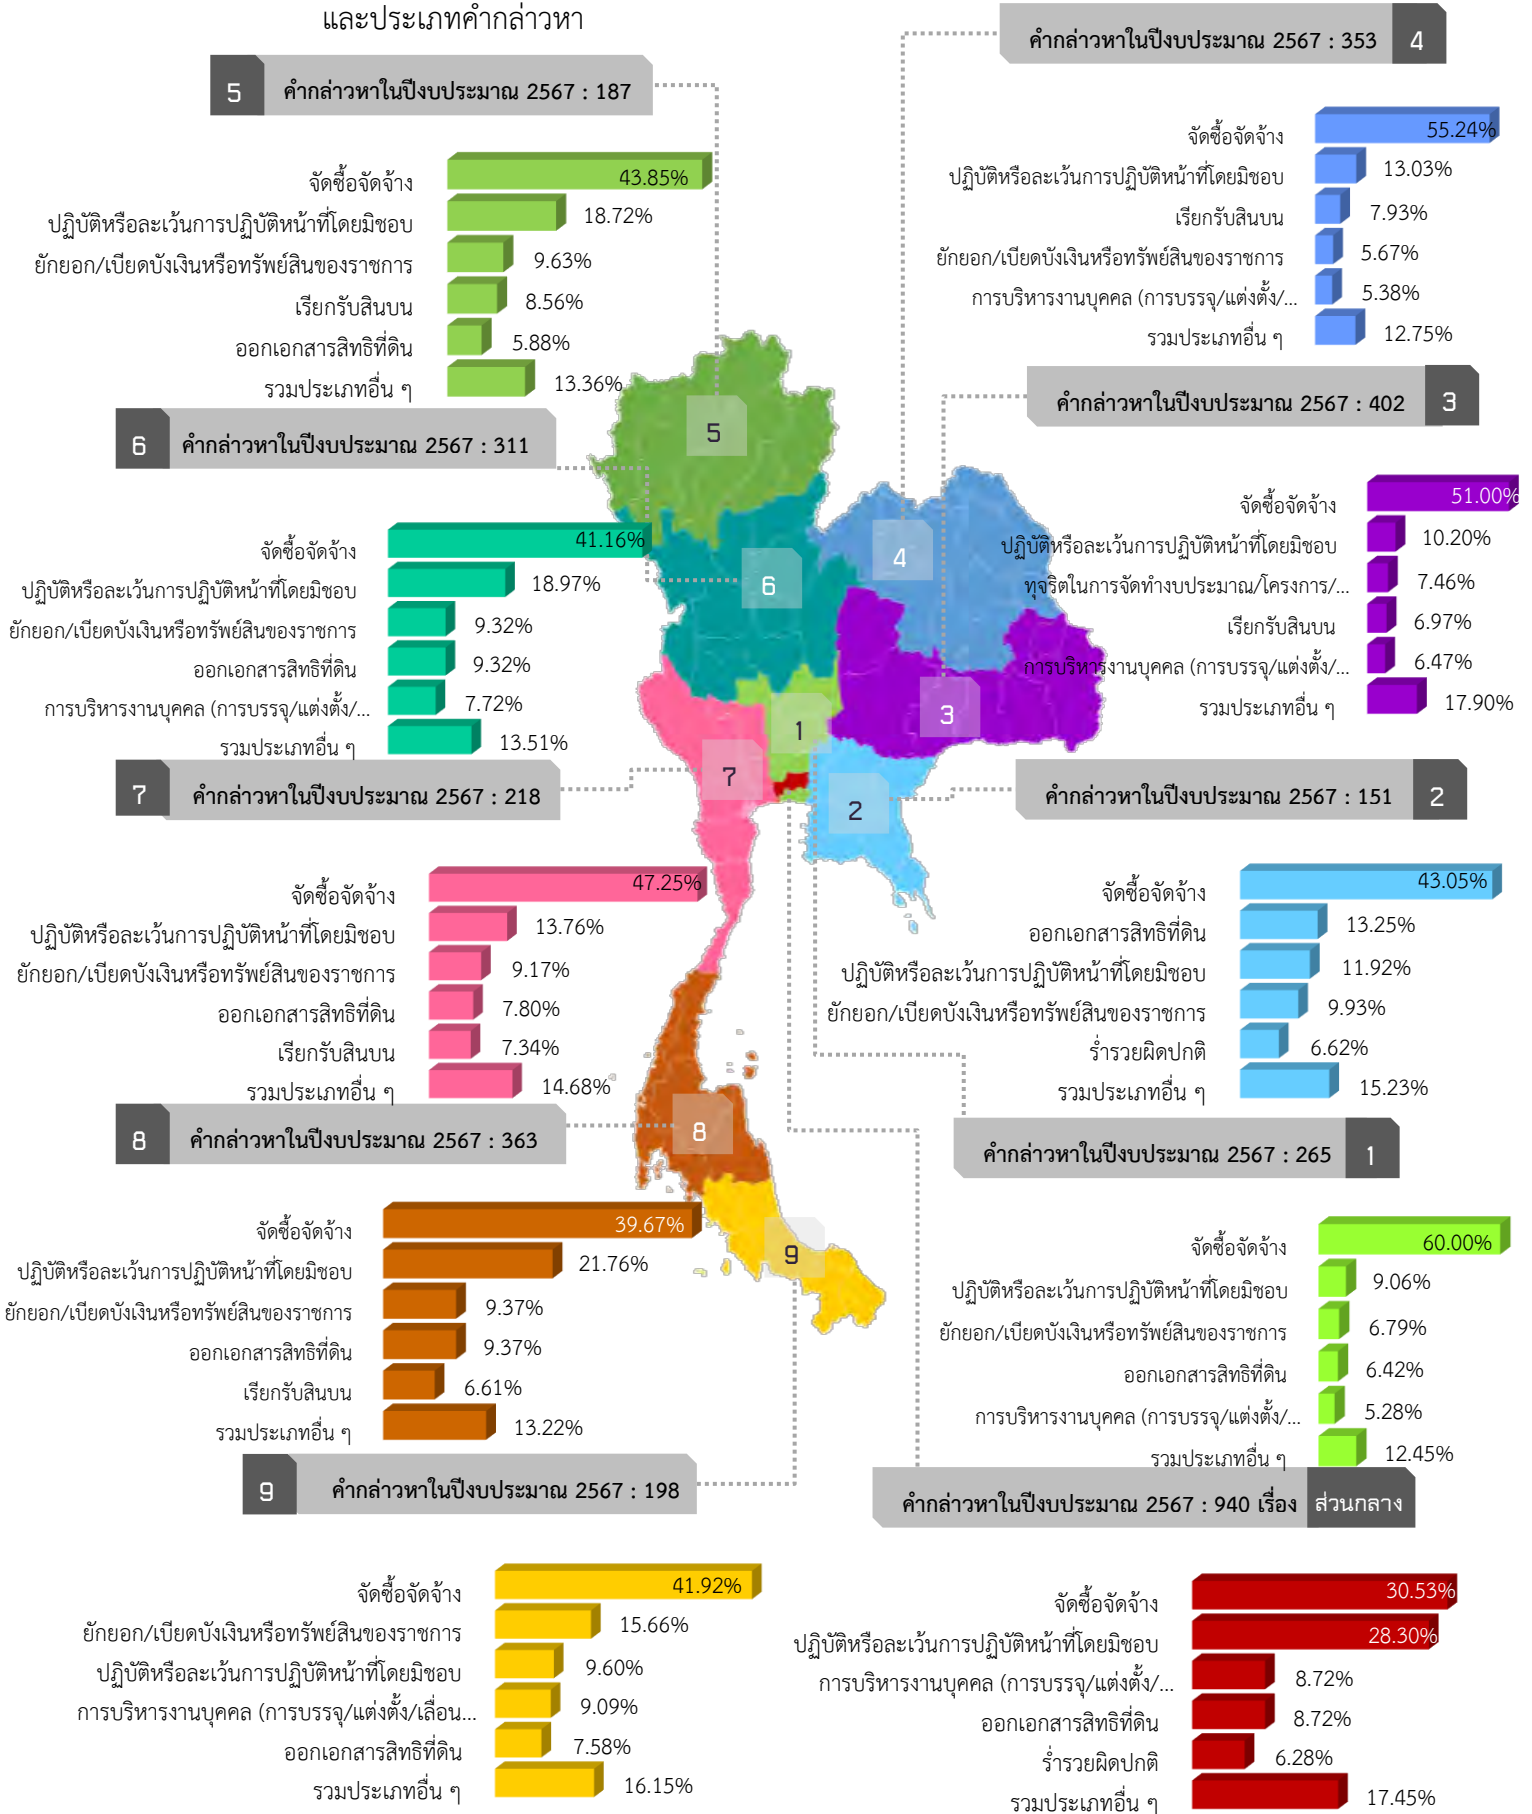 และประเภทคำกล่าวหา
5 คำกล่าวหาในปีงบประมาณ 2567 : 187
จัดซื้อจัดจ้าง 43.85%
ปฏิบัติหรือละเว้นการปฏิบัติหน้าที่โดยมิชอบ 18.72%
ยักยอก/เบียดบังเงินหรือทรัพย์สินของราชการ 9.63%
เรียกรับสินบน 8.56%
ออกเอกสารสิทธิที่ดิน 5.88%
รวมประเภทอื่น ๆ 13.36%
6 คำกล่าวหาในปีงบประมาณ 2567 : 311
จัดซื้อจัดจ้าง 41.16%
ปฏิบัติหรือละเว้นการปฏิบัติหน้าที่โดยมิชอบ 18.97%
ยักยอก/เบียดบังเงินหรือทรัพย์สินของราชการ 9.32%
ออกเอกสารสิทธิที่ดิน 9.32%
การบริหารงานบุคคล (การบรรจุ/แต่งตั้ง/... 7.72%
รวมประเภทอื่น ๆ 13.51%
7 คำกล่าวหาในปีงบประมาณ 2567 : 218
จัดซื้อจัดจ้าง 47.25%
ปฏิบัติหรือละเว้นการปฏิบัติหน้าที่โดยมิชอบ 13.76%
ยักยอก/เบียดบังเงินหรือทรัพย์สินของราชการ 9.17%
ออกเอกสารสิทธิที่ดิน 7.80%
เรียกรับสินบน 7.34%
รวมประเภทอื่น ๆ 14.68%
8 คำกล่าวหาในปีงบประมาณ 2567 : 363
จัดซื้อจัดจ้าง 39.67%
ปฏิบัติหรือละเว้นการปฏิบัติหน้าที่โดยมิชอบ 21.76%
ยักยอก/เบียดบังเงินหรือทรัพย์สินของราชการ 9.37%
ออกเอกสารสิทธิที่ดิน 9.37%
เรียกรับสินบน 6.61%
รวมประเภทอื่น ๆ 13.22%
9 คำกล่าวหาในปีงบประมาณ 2567 : 198
จัดซื้อจัดจ้าง 41.92%
ยักยอก/เบียดบังเงินหรือทรัพย์สินของราชการ 15.66%
ปฏิบัติหรือละเว้นการปฏิบัติหน้าที่โดยมิชอบ 9.60%
การบริหารงานบุคคล (การบรรจุ/แต่งตั้ง/เลื่อน... 9.09%
ออกเอกสารสิทธิที่ดิน 7.58%
รวมประเภทอื่น ๆ 16.15%
5
4
6
3
1
7
2
8
9
คำกล่าวหาในปีงบประมาณ 2567 : 353 4
จัดซื้อจัดจ้าง 55.24%
ปฏิบัติหรือละเว้นการปฏิบัติหน้าที่โดยมิชอบ 13.03%
เรียกรับสินบน 7.93%
ยักยอก/เบียดบังเงินหรือทรัพย์สินของราชการ 5.67%
การบริหารงานบุคคล (การบรรจุ/แต่งตั้ง/... 5.38%
รวมประเภทอื่น ๆ 12.75%
คำกล่าวหาในปีงบประมาณ 2567 : 402 3
จัดซื้อจัดจ้าง 51.00%
ปฏิบัติหรือละเว้นการปฏิบัติหน้าที่โดยมิชอบ 10.20%
ทุจริตในการจัดทำงบประมาณ/โครงการ/... 7.46%
เรียกรับสินบน 6.97%
การบริหารงานบุคคล (การบรรจุ/แต่งตั้ง/... 6.47%
รวมประเภทอื่น ๆ 17.90%
คำกล่าวหาในปีงบประมาณ 2567 : 151 2
จัดซื้อจัดจ้าง 43.05%
ออกเอกสารสิทธิที่ดิน 13.25%
ปฏิบัติหรือละเว้นการปฏิบัติหน้าที่โดยมิชอบ 11.92%
ยักยอก/เบียดบังเงินหรือทรัพย์สินของราชการ 9.93%
ร่ำรวยผิดปกติ 6.62%
รวมประเภทอื่น ๆ 15.23%
คำกล่าวหาในปีงบประมาณ 2567 : 265 1
จัดซื้อจัดจ้าง 60.00%
ปฏิบัติหรือละเว้นการปฏิบัติหน้าที่โดยมิชอบ 9.06%
ยักยอก/เบียดบังเงินหรือทรัพย์สินของราชการ 6.79%
ออกเอกสารสิทธิที่ดิน 6.42%
การบริหารงานบุคคล (การบรรจุ/แต่งตั้ง/... 5.28%
รวมประเภทอื่น ๆ 12.45%
คำกล่าวหาในปีงบประมาณ 2567 : 940 เรื่อง ส่วนกลาง
จัดซื้อจัดจ้าง 30.53%
ปฏิบัติหรือละเว้นการปฏิบัติหน้าที่โดยมิชอบ 28.30%
การบริหารงานบุคคล (การบรรจุ/แต่งตั้ง/... 8.72%
ออกเอกสารสิทธิที่ดิน 8.72%
ร่ำรวยผิดปกติ 6.28%
รวมประเภทอื่น ๆ 17.45%